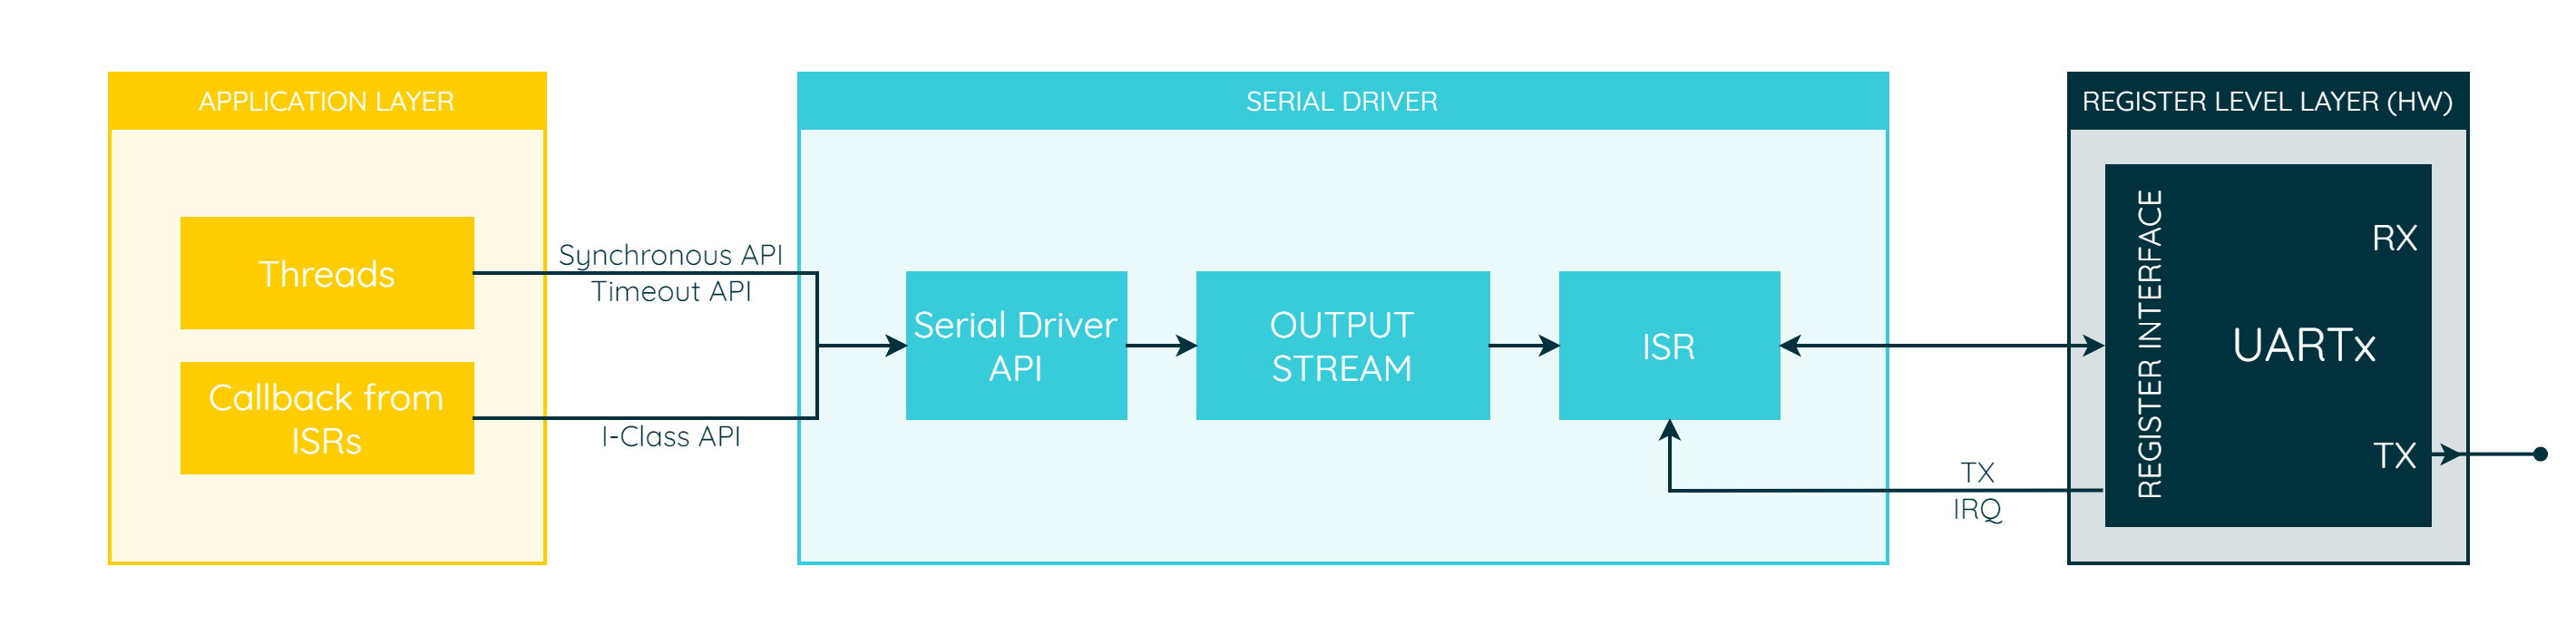 APPLICATION LAYER
Threads
Callback from
ISRs
Synchronous API
Timeout API
I-Class API
SERIAL DRIVER
Serial Driver
API
OUTPUT
STREAM
ISR
TX
IRQ
REGISTER LEVEL LAYER (HW)
REGISTER INTERFACE
RX
UARTx
TX